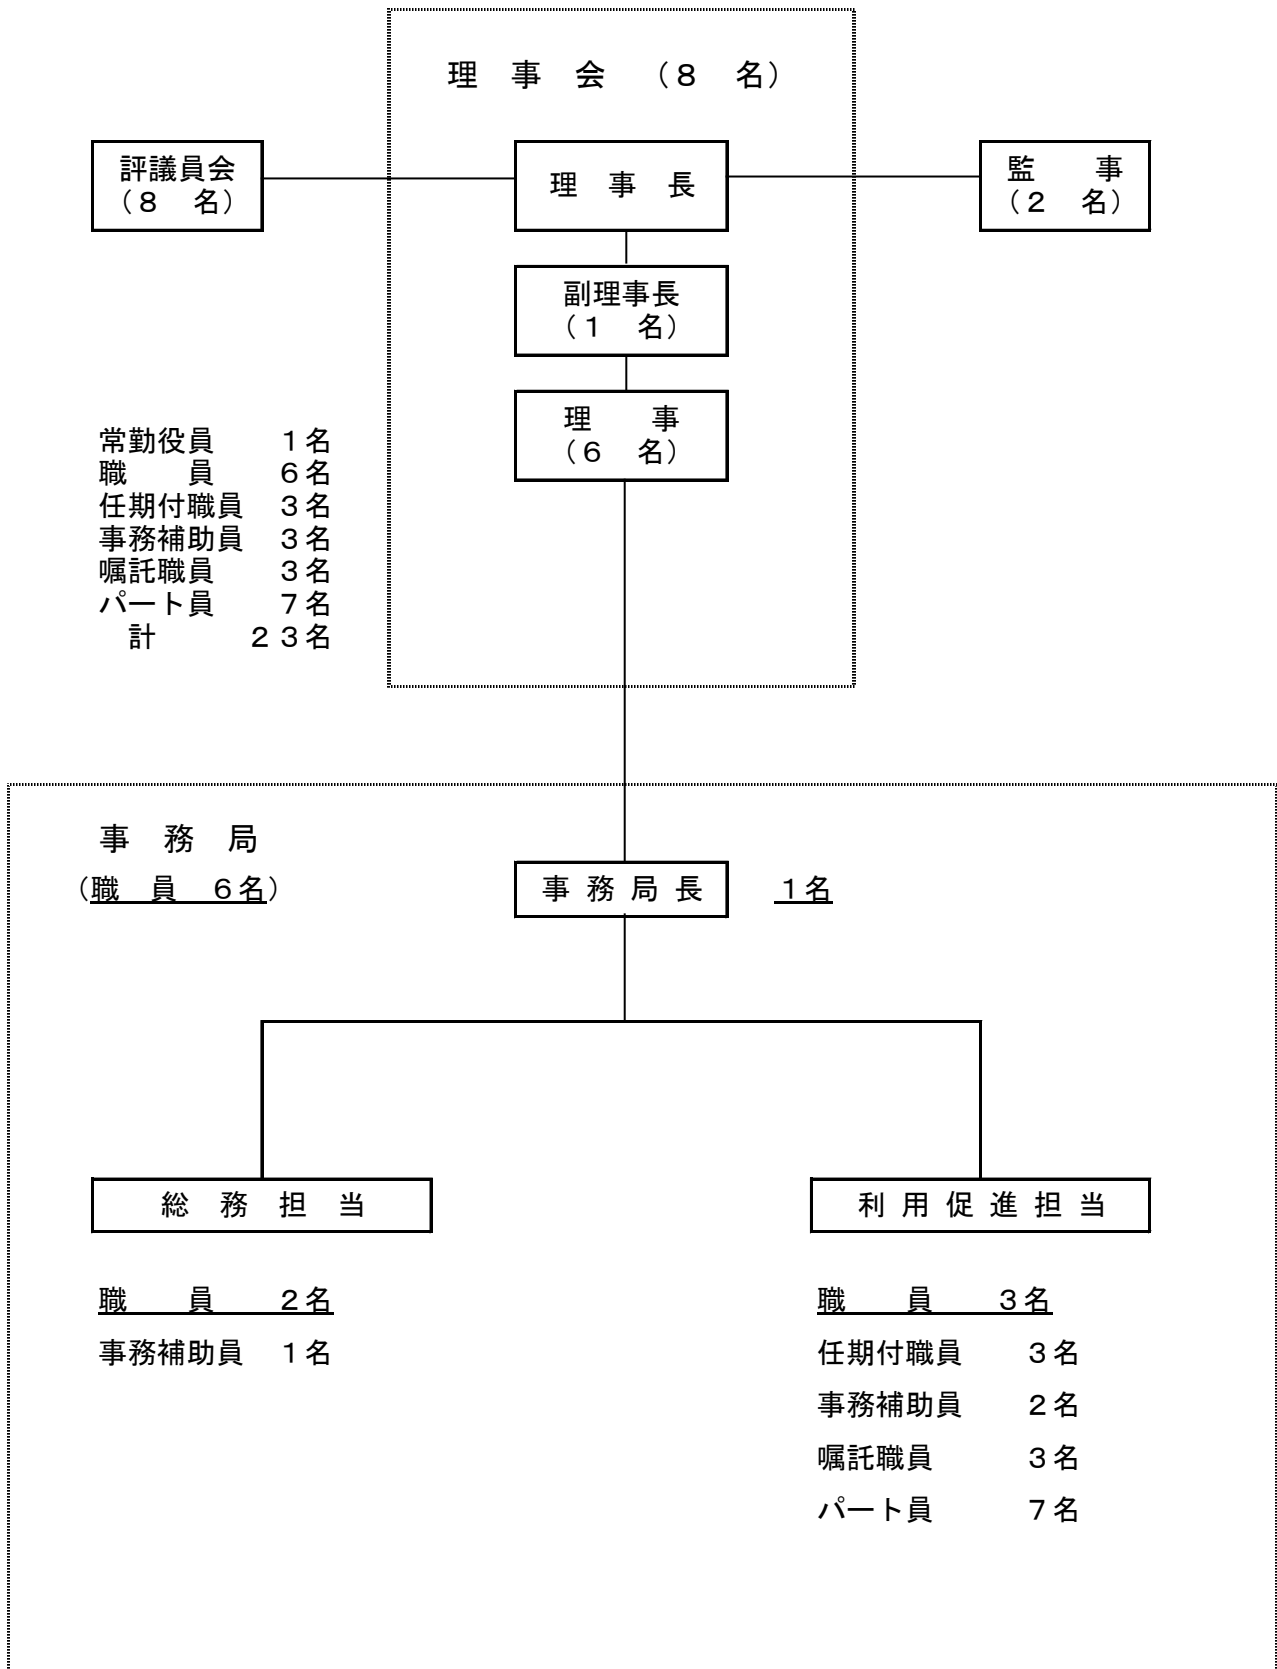 理　事　会　（８　名）
評議員会
（８　名）
理　事　長
監　　事
（２　名）
副理事長
（１　名）
理　　事
（６　名）
常勤役員　　１名
職　　員　　６名
任期付職員　３名
事務補助員　３名
嘱託職員　　３名
パート員　　７名
計　　　２３名
事　務　局
（職　員　６名）
事務局長
１名
総　務　担　当
利用促進担当
職　　員　　２名
事務補助員　１名
職　　員　　３名
任期付職員　　３名
事務補助員　　２名
嘱託職員　　　３名
パート員　　　７名